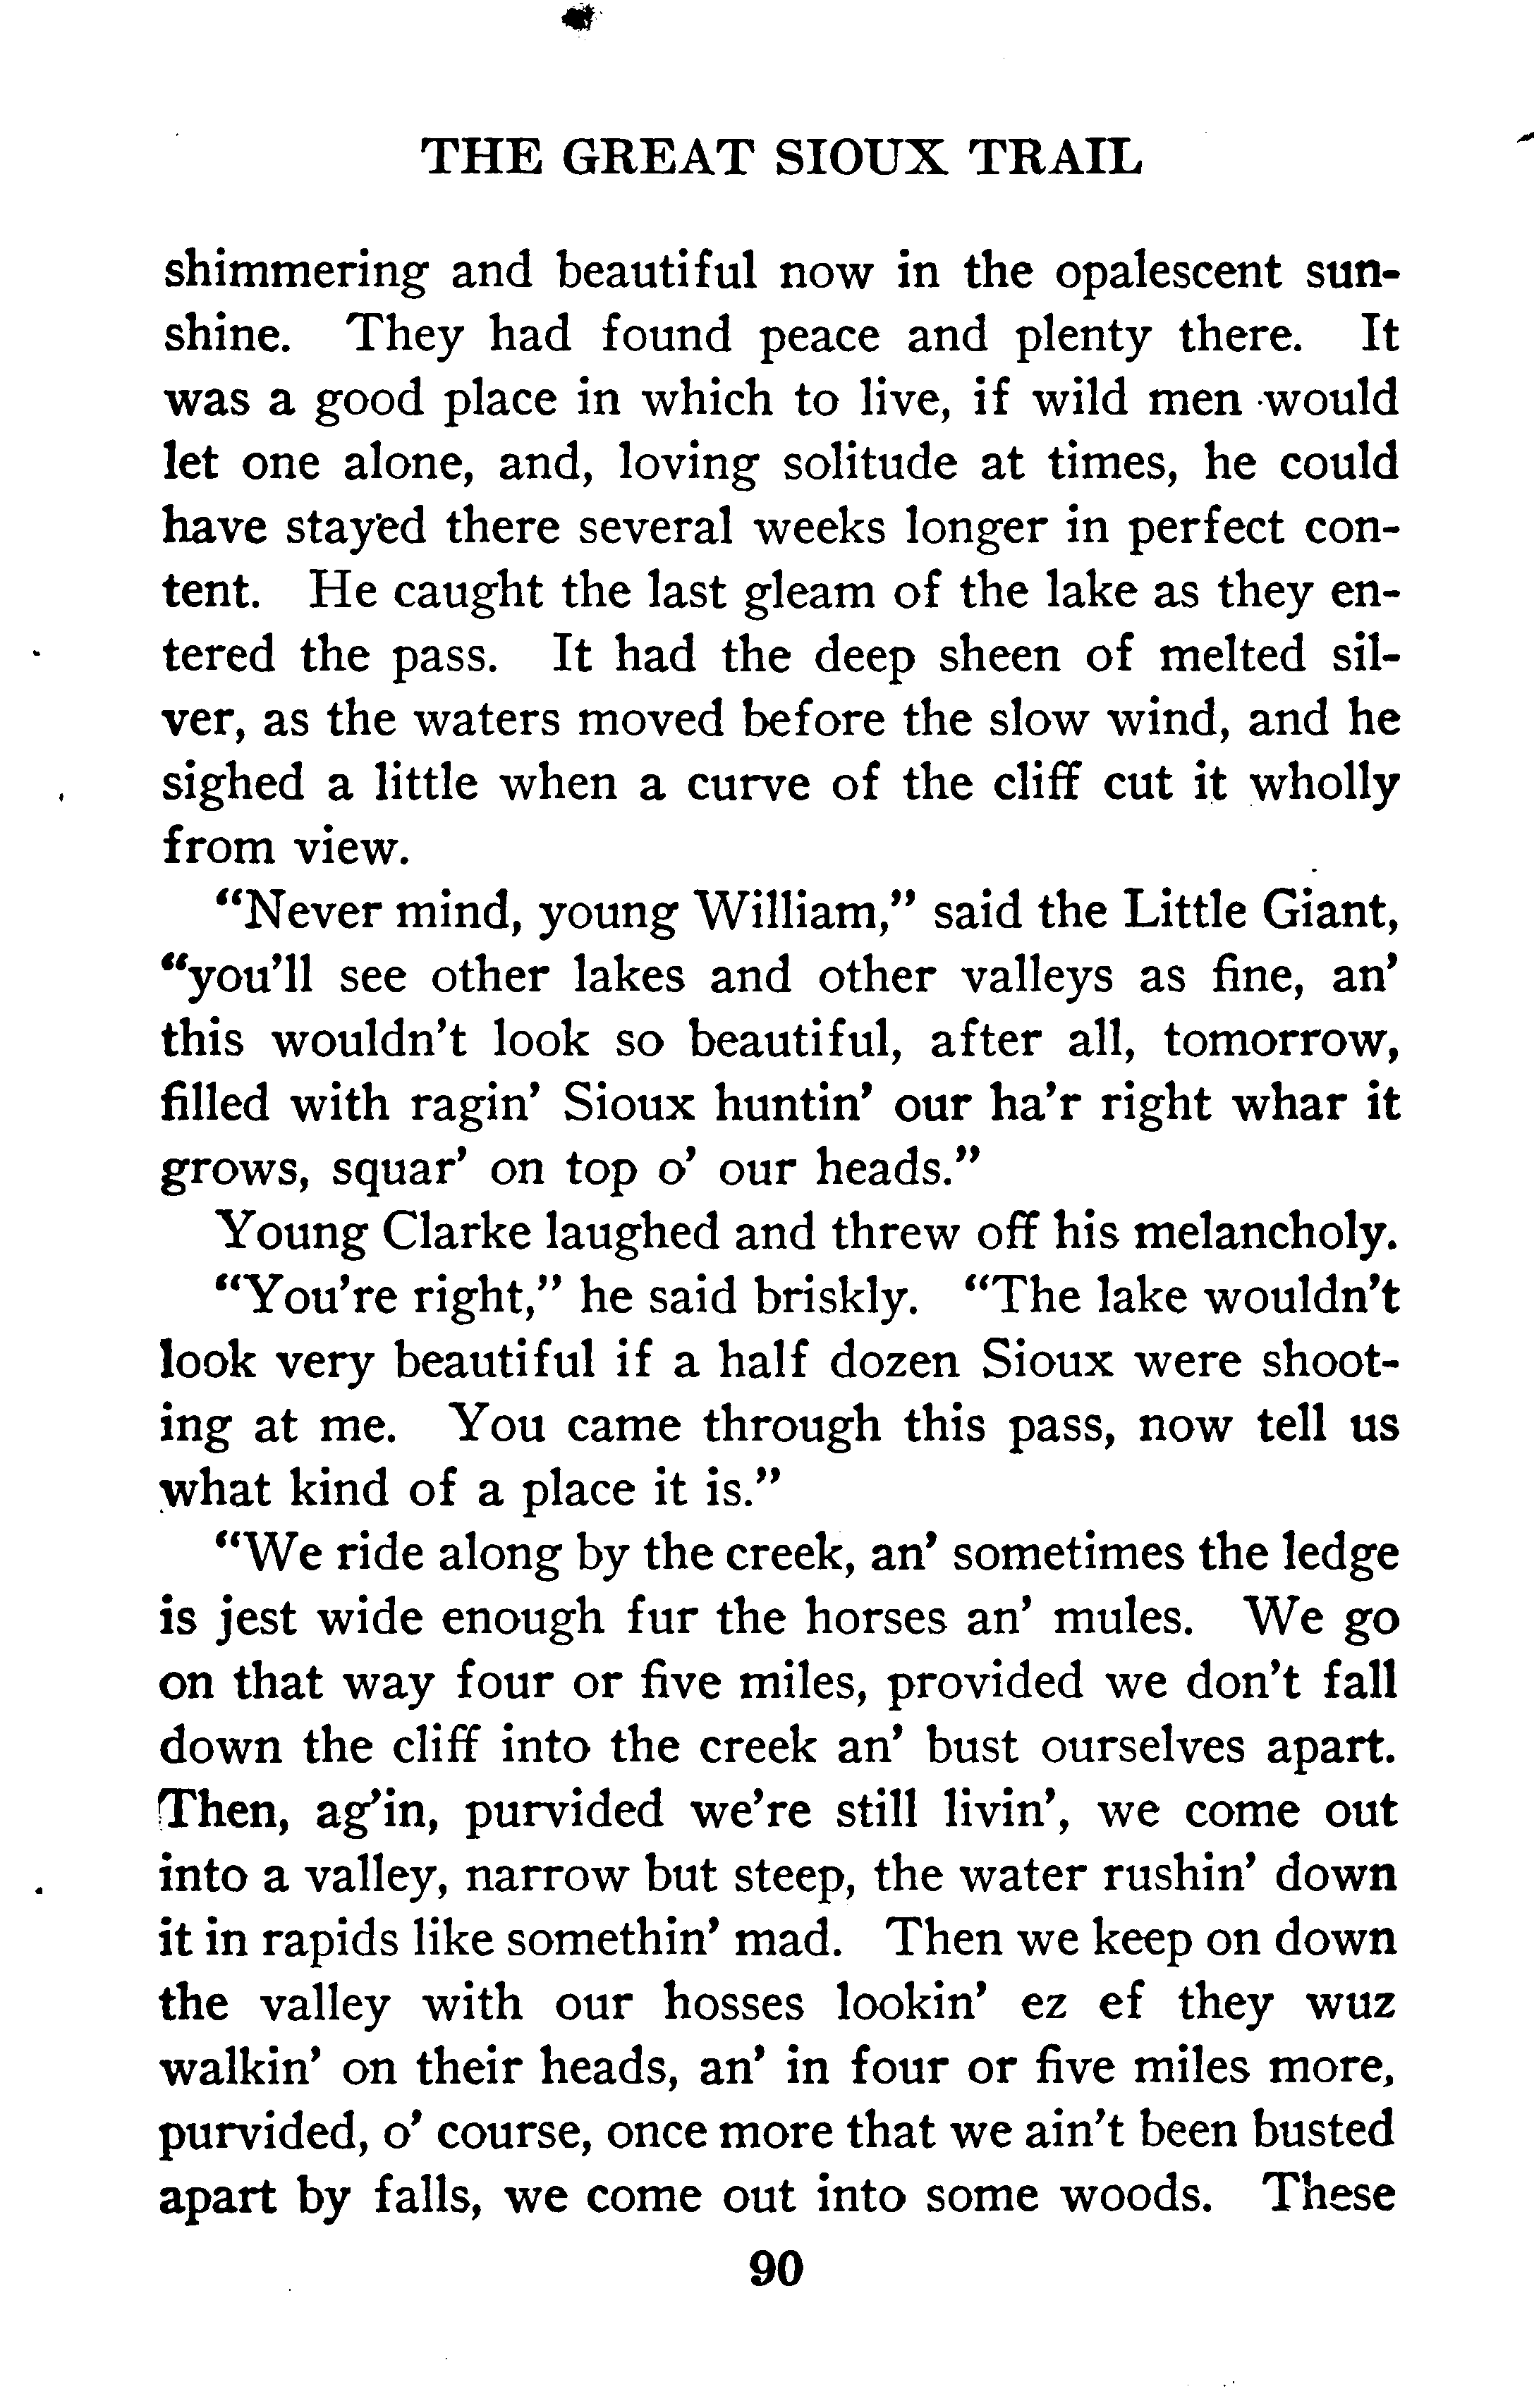 THE GREAT SIOUX TRAIL
shimmering and beautiful now in the opalescent sun-
shine. They had found peace and plenty there. It
was a good place in which to live, if wild men would
let one alone, and, loving solitude at times, he could
have stayed there several weeks longer in perfect con-
tent. He caught the last gleam of the lake as they en-
tered the pass. It had the deep sheen of melted sil-
ver, as the waters moved before the slow wind, and he
sighed a little when a curve of the cliff cut it wholly
from view.
"Never mind, young William," said the Little Giant,
"you'll see other lakes and other valleys as fine, an'
this wouldn't look so beautiful, after all, tomorrow,
filled with ragin' Sioux huntin' our ha'r right whar it
grows, squar' on top o' our heads."
Young Clarke laughed and threw off his melancholy.
"You're right," he said briskly. "The lake wouldn't
look very beautiful if a half dozen Sioux were shoot-
ing at me. You came through this pass, now tell us
what kind of a place it is."
"We ride along by the creek, an' sometimes the ledge
is jest wide enough fur the horses an' mules. We go
on that way four or five miles, provided we don't fall
down the cliff into the creek an' bust ourselves apart.
Then, ag'in, purvided we're still livin', we come out
into a valley, narrow but steep, the water rushin' down
it in rapids like somethin' mad. Then we keep on down
the valley with our hosses lookin' ez ef they wuz
walkin' on their heads, an' in four or five miles more,
purvided, o' course, once more that we ain't been busted
apart by falls, we come out into some woods. These
90